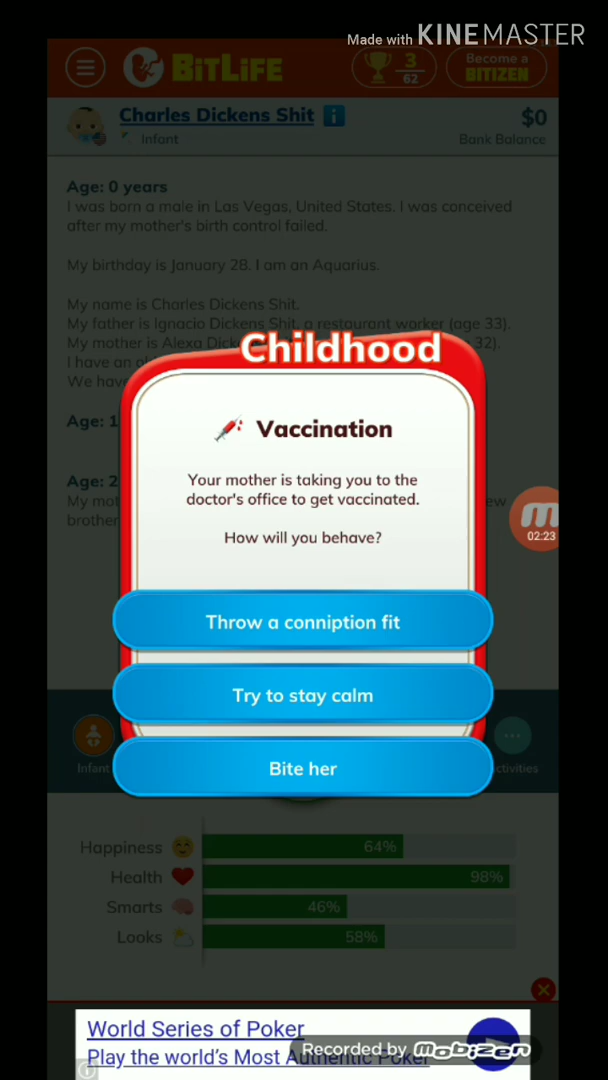 Made with KINEMASTER
BITLIFE
3
62
Become a
BITIZEN
Charles Dickens Shit
$0
Infant
Bank Balance
Age: 0 years
I was born a male in Las Vegas, United States. I was conceived
after my mother's birth control failed.
My birthday is January 28. I am an Aquarius.
My name is Charles Dickens Shit.
My father is Ignacio Dickens Shit, a restaurant worker (age 33).
My mother is Alexa Dick 32).
I have an
We have
Age: 1
Age: 2
My
brother
Childhood
Vaccination
Your mother is taking you to the
doctor's office to get vaccinated.
How will you behave?
Throw a conniption fit
Try to stay calm
Bite her
02:23
Infant
Happiness 64%
Health 98%
Smarts 46%
Looks 58%
World Series of Poker
Play the world's Most Authentic Poker
Recorded by mobizen